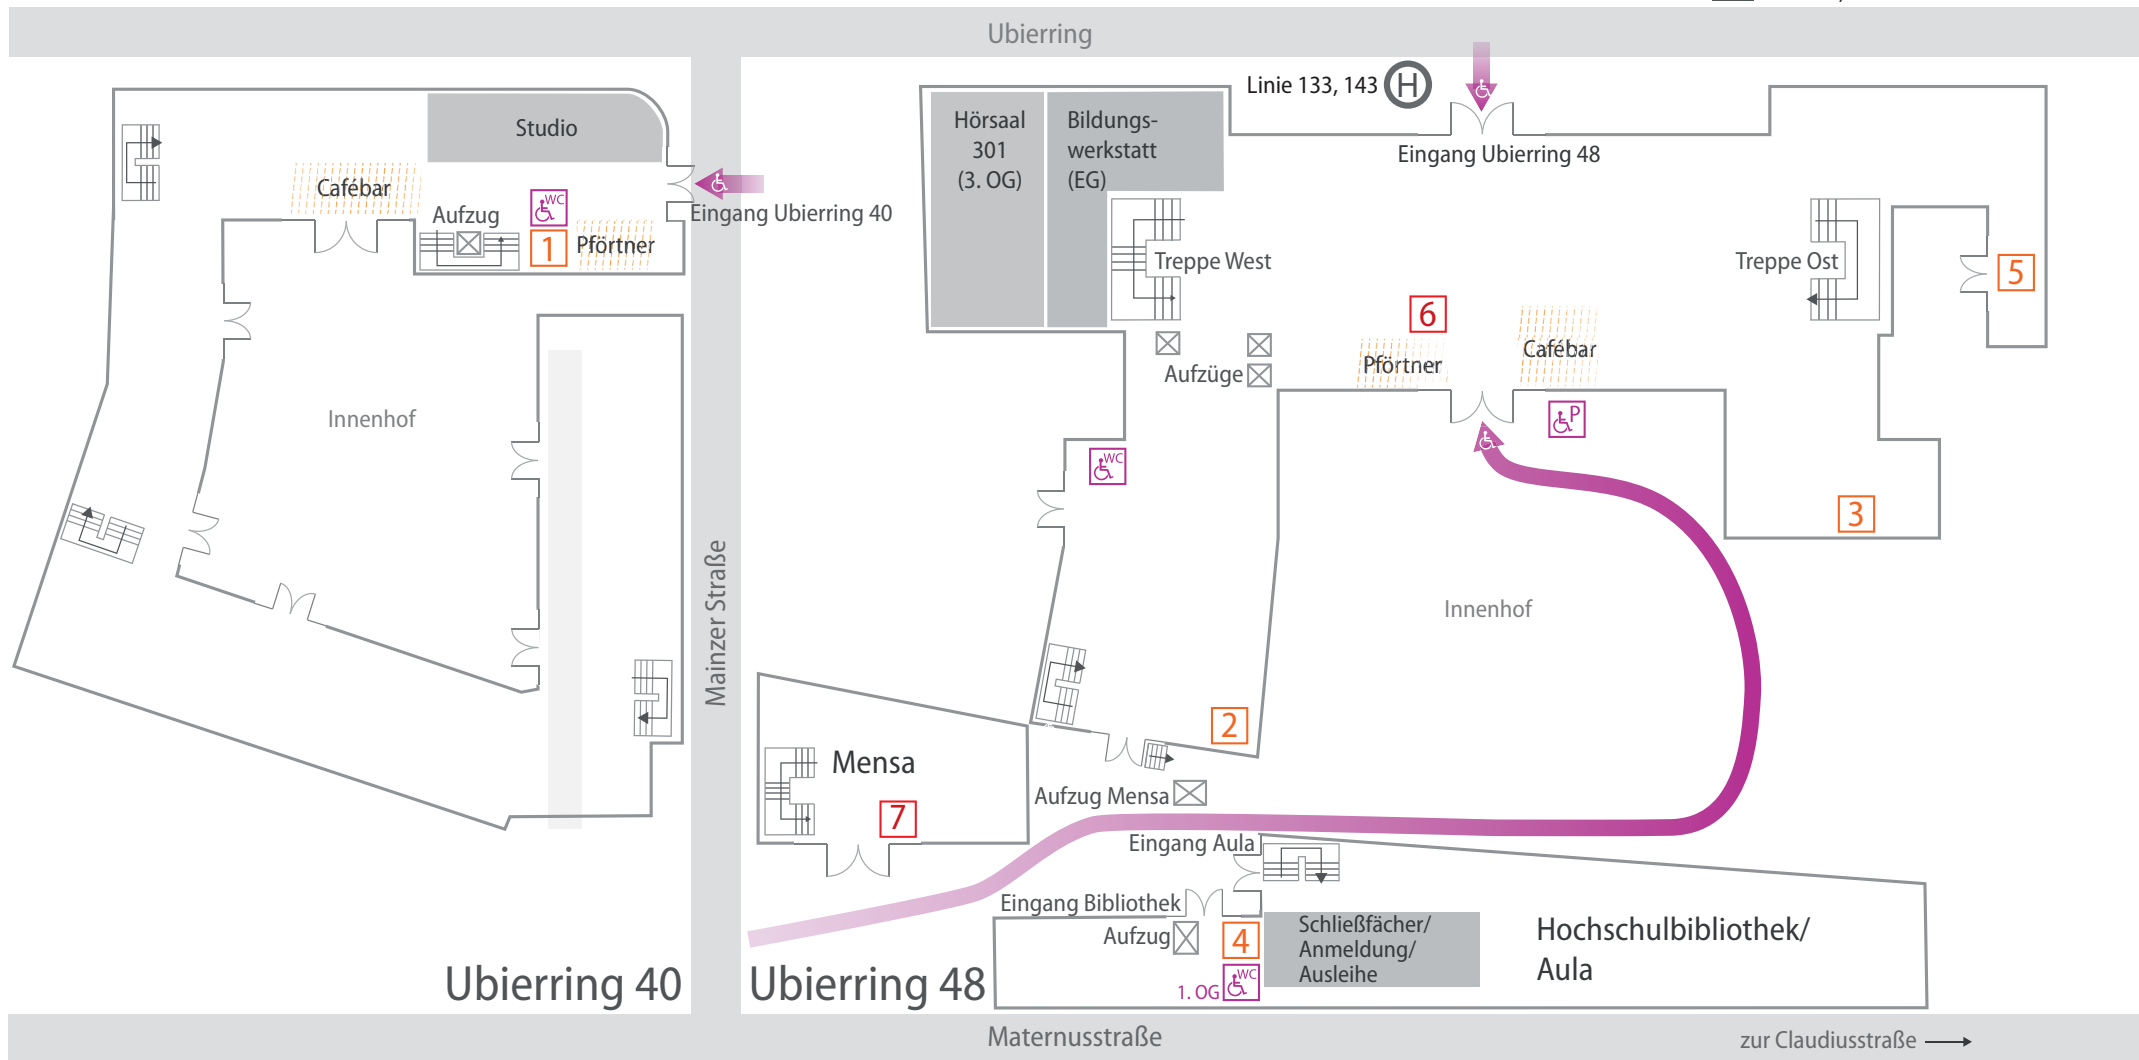 Ubierring
Linie 133, 143 H
Studio
Hörsaal
301
(3. OG)
Bildungs-
werkstatt
(EG)
Eingang Ubierring 48
Cafébar
Aufzug
WC
1
Pförtner
Eingang Ubierring 40
Treppe West
Treppe Ost
5
6
Pförtner
Cafébar
Aufzüge
P
Innenhof
WC
3
Mainzer Straße
Innenhof
2
Mensa
7
Aufzug Mensa
Eingang Aula
Eingang Bibliothek
Aufzug
4
Schließfächer/
Anmeldung/
Ausleihe
Hochschulbibliothek/
Aula
1. OG
WC
Ubierring 40
Ubierring 48
Maternusstraße
zur Claudiusstraße